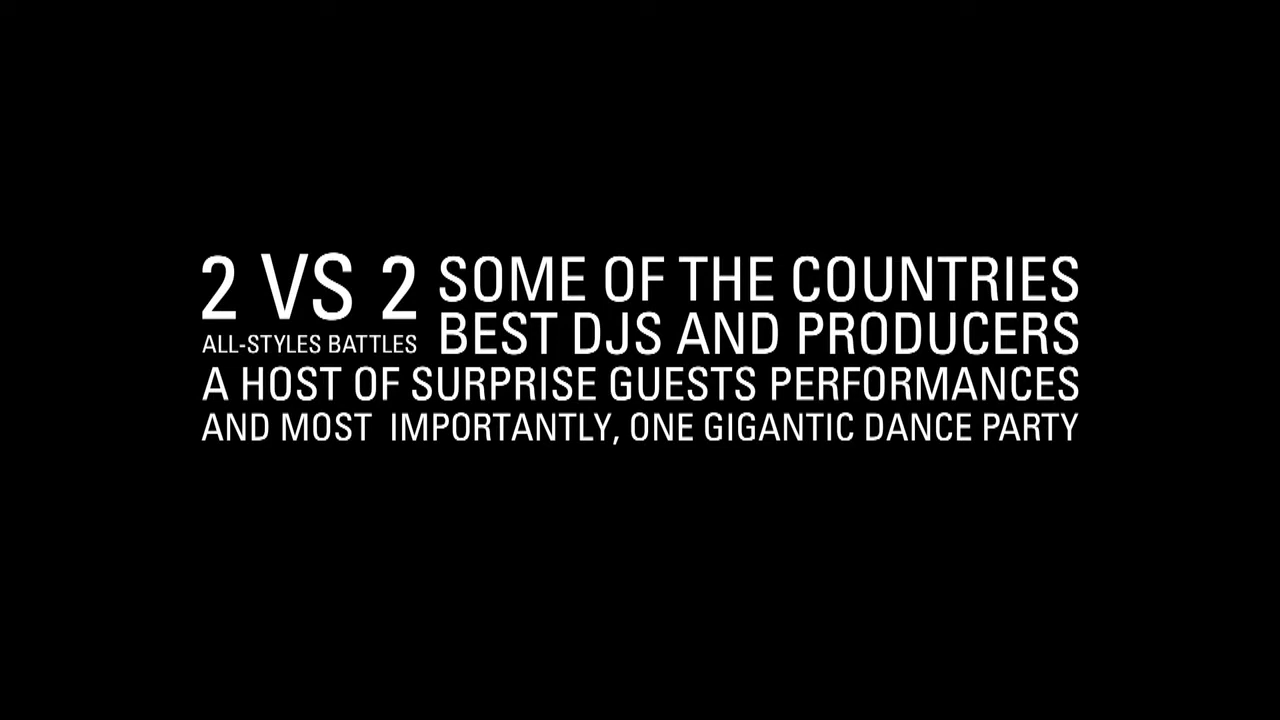 2 VS 2
ALL-STYLES BATTLES
SOME OF THE COUNTRIES
BEST DJS AND PRODUCERS
A HOST OF SURPRISE GUESTS PERFORMANCES
AND MOST IMPORTANTLY, ONE GIGANTIC DANCE PARTY